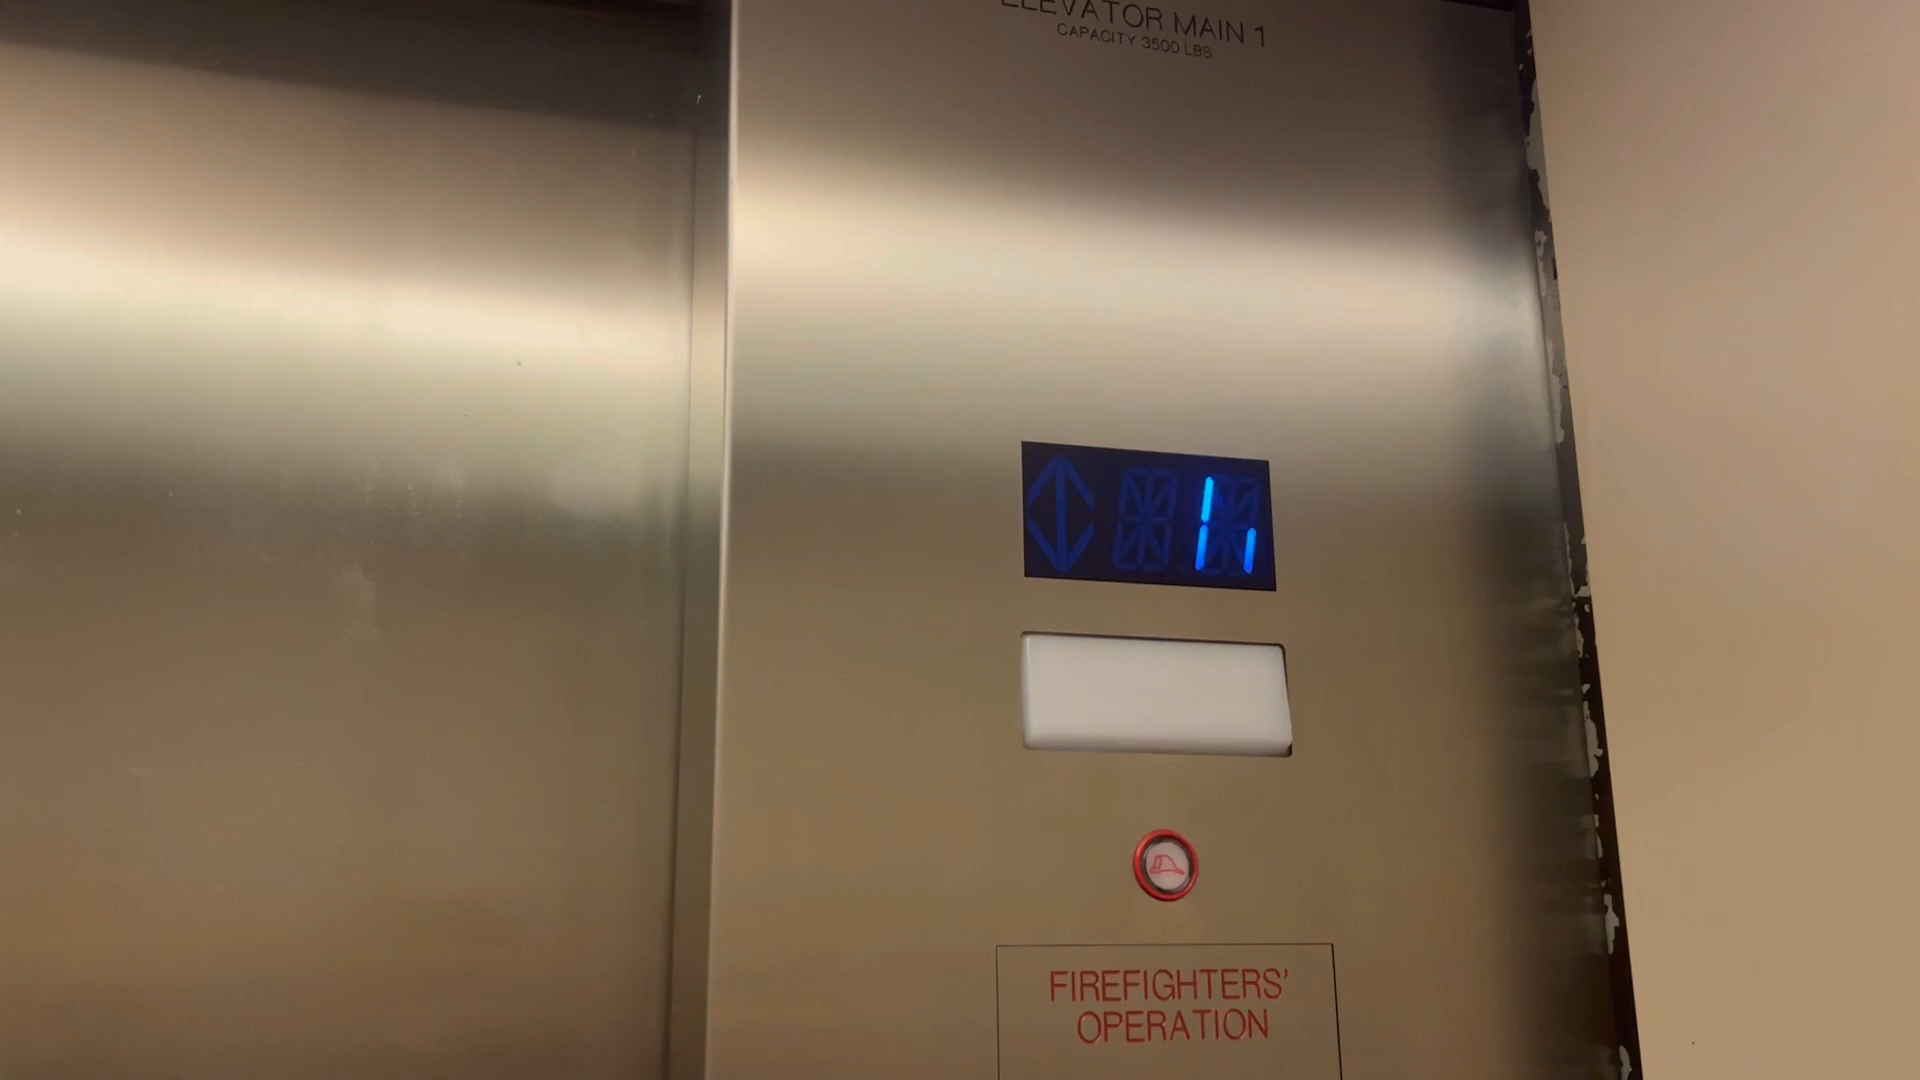 ELEVATOR MAIN 1
CAPACITY 3500 LBS.
FIREFIGHTERS'
OPERATION